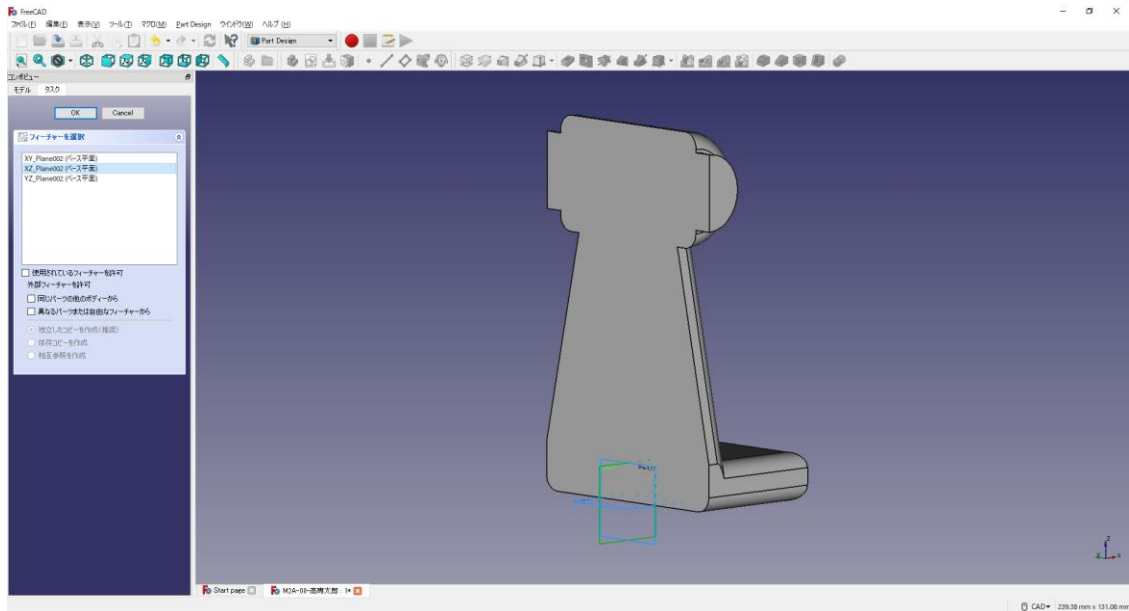 FreeCAD
ファイル(F) 編集(E) 表示(V) ツール(T) マクロ(M) Part Design ウィンドウ(W) ヘルプ(H)
Part Design
コンボビュー
モデル タスク
OK Cancel
フィーチャーを選択
XY_Plane002 (ベース平面)
XZ_Plane002 (ベース平面)
YZ_Plane002 (ベース平面)
使用されているフィーチャーを許可
外部フィーチャーを許可
同じパーツの他のボディーから
異なるパーツまたは自由なフィーチャーから
独立したコピーを作成(推奨)
依存コピーを作成
相互参照を作成
Z
Y X
Start page M2A-00-高専太郎 : 1*
CAD 239.38 mm x 131.08 mm